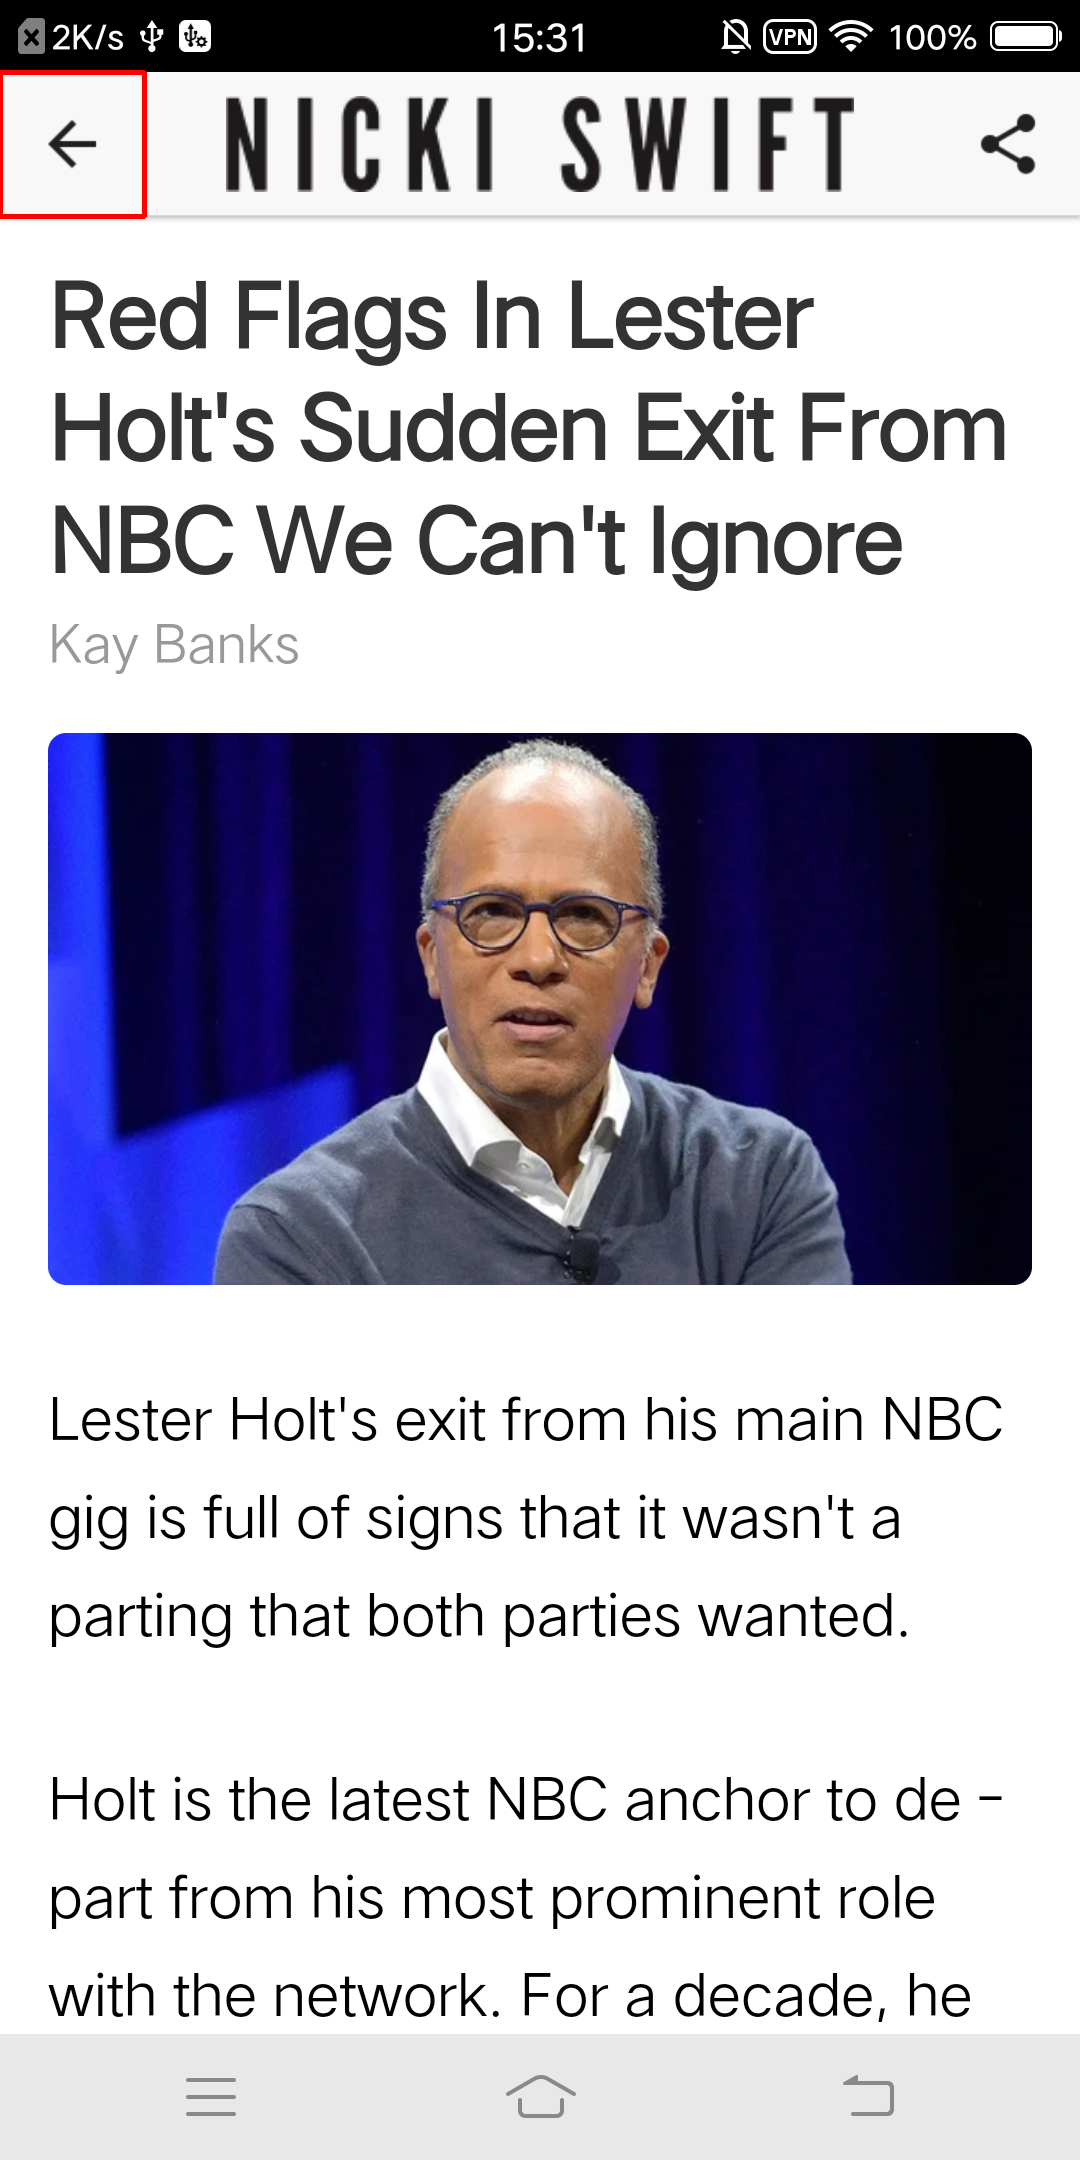 2K/s 15:31 VPN 100%
NICKI SWIFT
Red Flags In Lester
Holt's Sudden Exit From
NBC We Can't Ignore
Kay Banks
Lester Holt's exit from his main NBC
gig is full of signs that it wasn't a
parting that both parties wanted.
Holt is the latest NBC anchor to de-
part from his most prominent role
with the network. For a decade, he